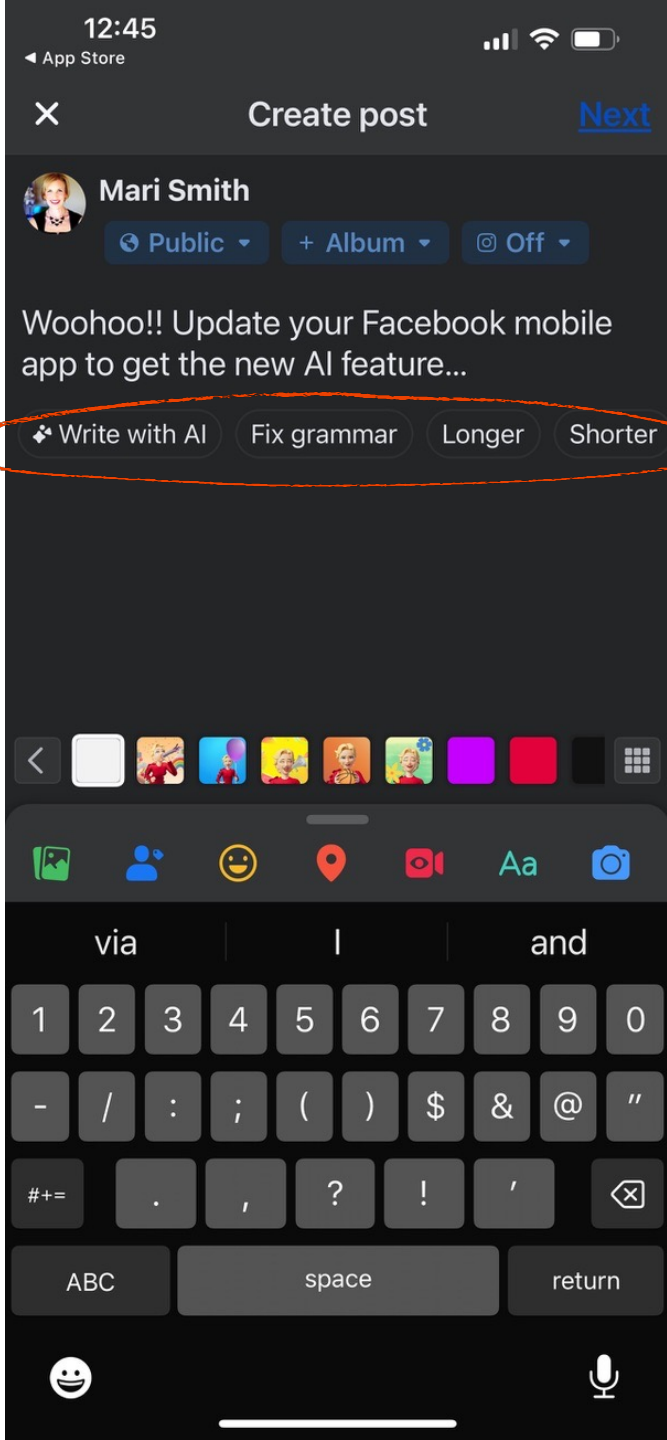 12:45
◀ App Store
Create post
Next
Mari Smith
Public
+ Album
Off
Woohoo!! Update your Facebook mobile
app to get the new AI feature...
Write with AI
Fix grammar
Longer
Shorter
Aa
via
I
and
1 2 3 4 5 6 7 8 9 0
- / : ; ( ) $ & @ "
#+= . , ? ! '
ABC
space
return